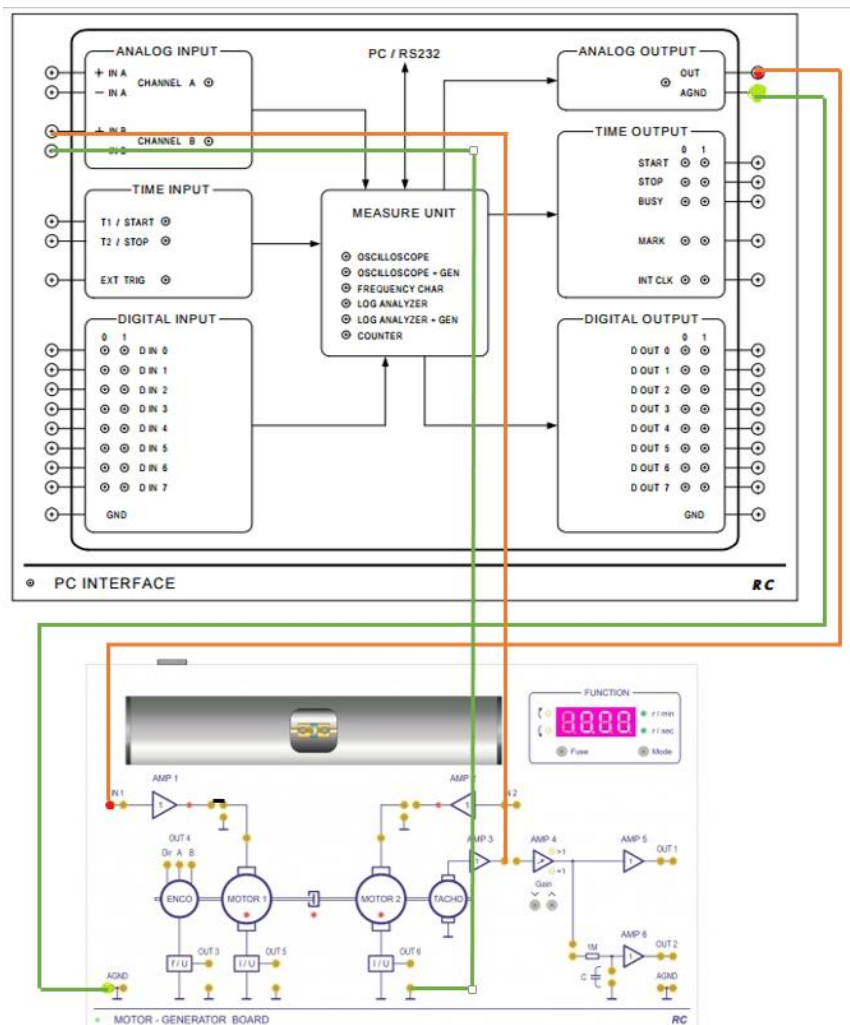 ANALOG INPUT
PC / RS232
ANALOG OUTPUT
+ IN A
CHANNEL A
− IN A
OUT
AGND
+ IN B
CHANNEL B
TIME INPUT
T1 / START
T2 / STOP
EXT TRIG
MEASURE UNIT
OSCILLOSCOPE
OSCILLOSCOPE + GEN
FREQUENCY CHAR
LOG ANALYZER
LOG ANALYZER + GEN
COUNTER
TIME OUTPUT
0 1
START
STOP
BUSY
MARK
INT CLK
DIGITAL INPUT
0 1
D IN 0
D IN 1
D IN 2
D IN 3
D IN 4
D IN 5
D IN 6
D IN 7
GND
DIGITAL OUTPUT
0 1
D OUT 0
D OUT 1
D OUT 2
D OUT 3
D OUT 4
D OUT 5
D OUT 6
D OUT 7
GND
PC INTERFACE
RC
FUNCTION
8888
r / min
r / sec
Fuse
Mode
AMP 1
IN 1
1
AMP
1
N 2
OUT 4
Dir A B
ENCO
MOTOR 1
MOTOR 2
TACHO
AMP 3
1
AMP 4
>1
Gain
AMP 5
1
OUT 1
f / U
OUT 3
I / U
OUT 5
I / U
OUT 6
1M
C
AMP 6
1
OUT 2
AGND
AGND
MOTOR - GENERATOR BOARD
RC